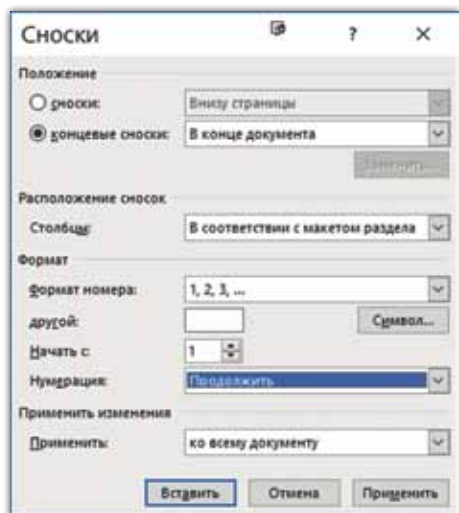 Сноски
?
Положение
сноски: Внизу страницы
концевые сноски: В конце документа
Изменить...
Расположение сносок
Столбцы: В соответствии с макетом раздела
Формат
Формат номера: 1, 2, 3, ...
другой: Символ...
Начать с: 1
Нумерация: Продолжить
Применить изменения
Применить: ко всему документу
Вставить Отмена Применить